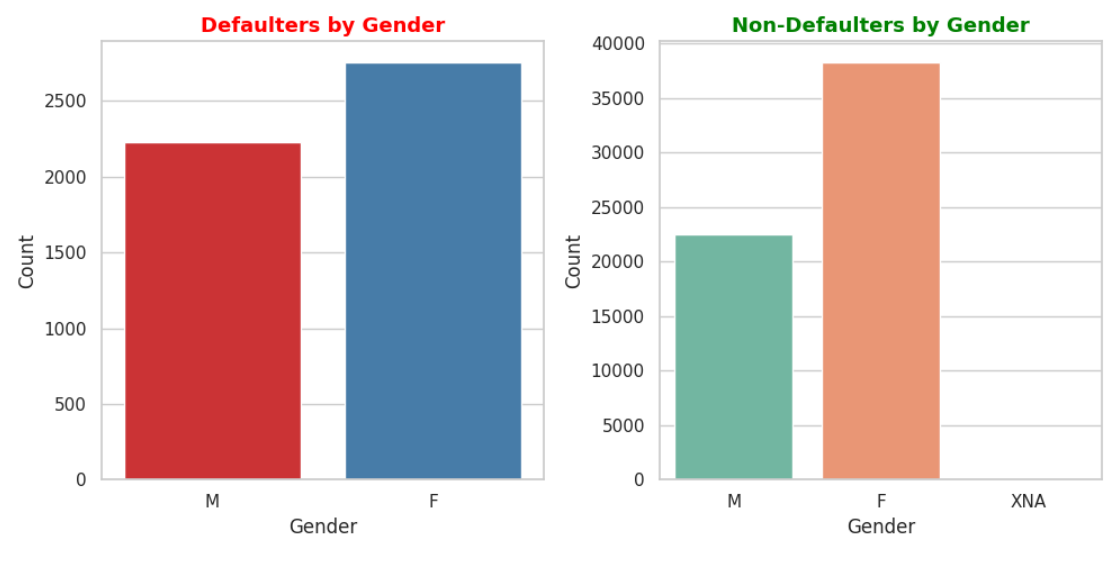 Defaulters by Gender
2500
2000
1500
1000
500
0
Count
M F
Gender
Non-Defaulters by Gender
40000
35000
30000
25000
20000
15000
10000
5000
0
Count
M F XNA
Gender